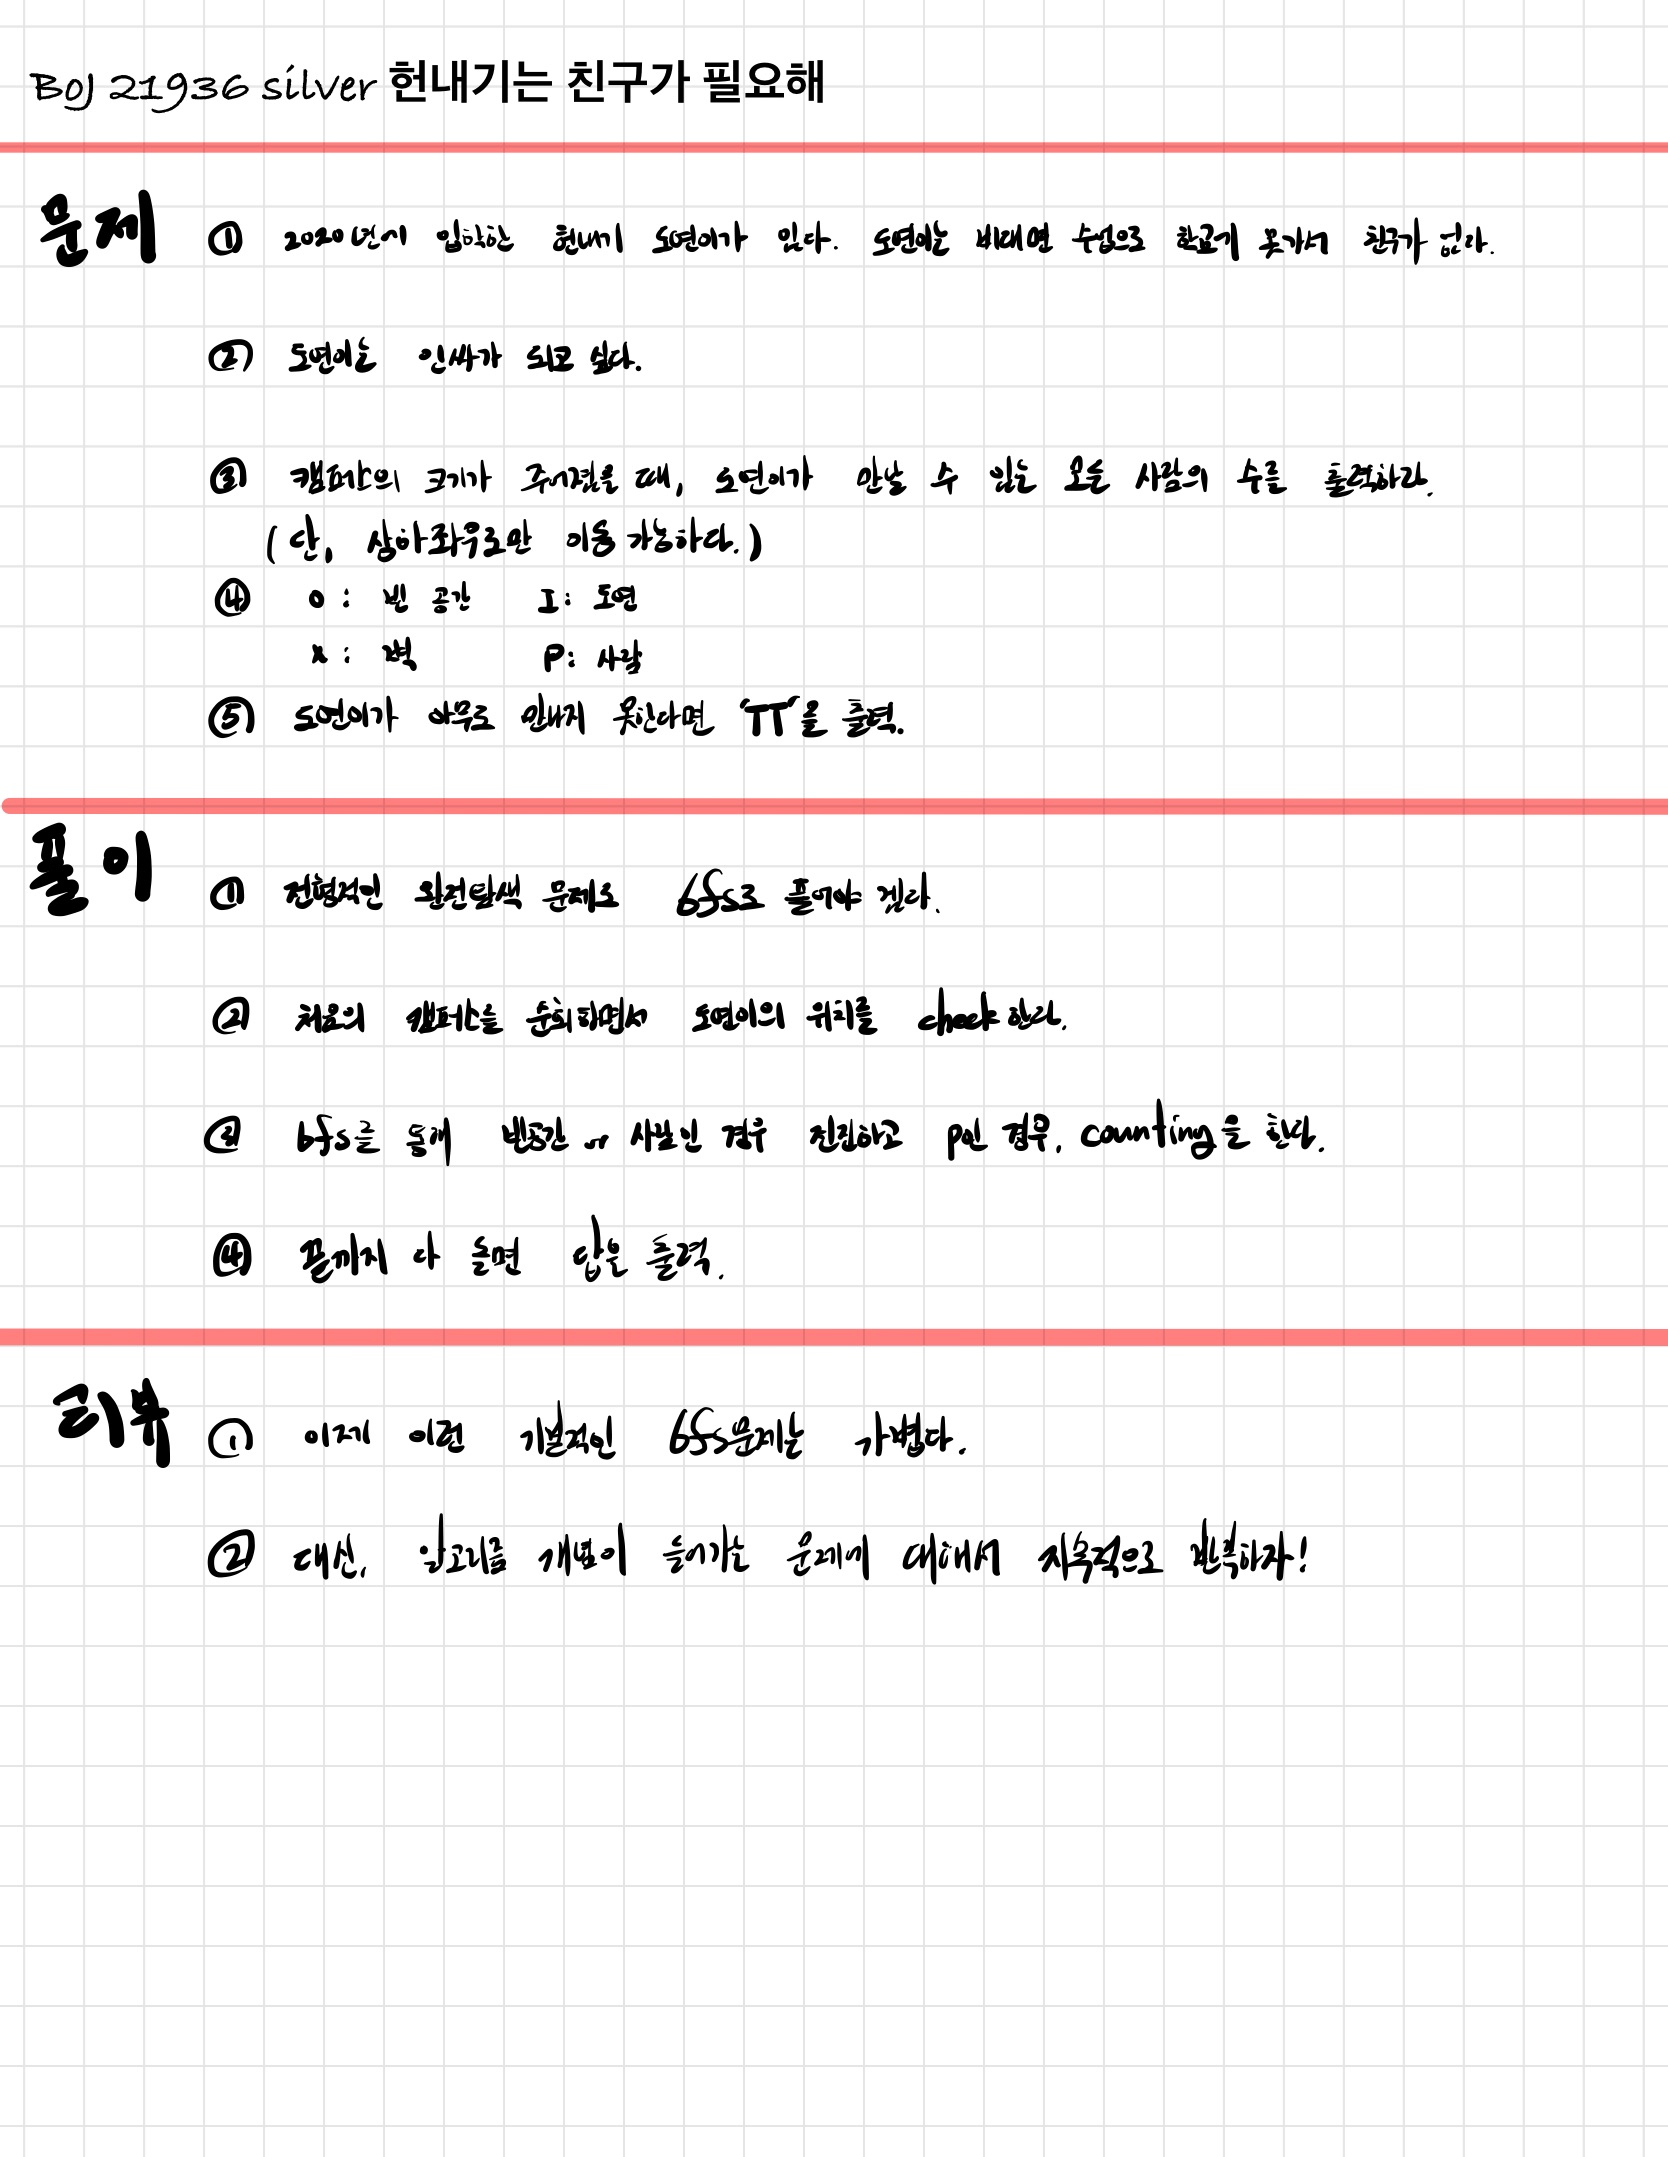 BOJ 21936 silver 헌내기는 친구가 필요해
문제 ① 2020년에 입학한 헌내기 도연이가 있다. 도연이는 비대면 수업으로 학교를 못가서 친구가 없다.
② 도연이는 인싸가 되고 싶다.
③ 캠퍼스의 크기가 주어졌을 때, 도연이가 만날 수 있는 모든 사람의 수를 출력하라.
(단, 상하좌우로만 이동 가능하다.)
④ O : 빈 공간 I : 도연
X : 벽 P : 사람
⑤ 도연이가 아무도 만나지 못한다면 'TT'을 출력.
풀이 ① 전형적인 완전탐색 문제로 bfs로 풀어야 겠다.
② 처음의 캠퍼스를 순회하면서 도연이의 위치를 check한다.
③ bfs를 통해 빈공간 or 사람인 경우 진입하고 P인 경우, counting을 한다.
④ 끝까지 다 돌면 답을 출력.
리뷰 ① 이제 이런 기본적인 bfs문제는 가볍다.
② 대신, 알고리즘 개념이 들어가는 문제에 대해서 지속적으로 반복하자!